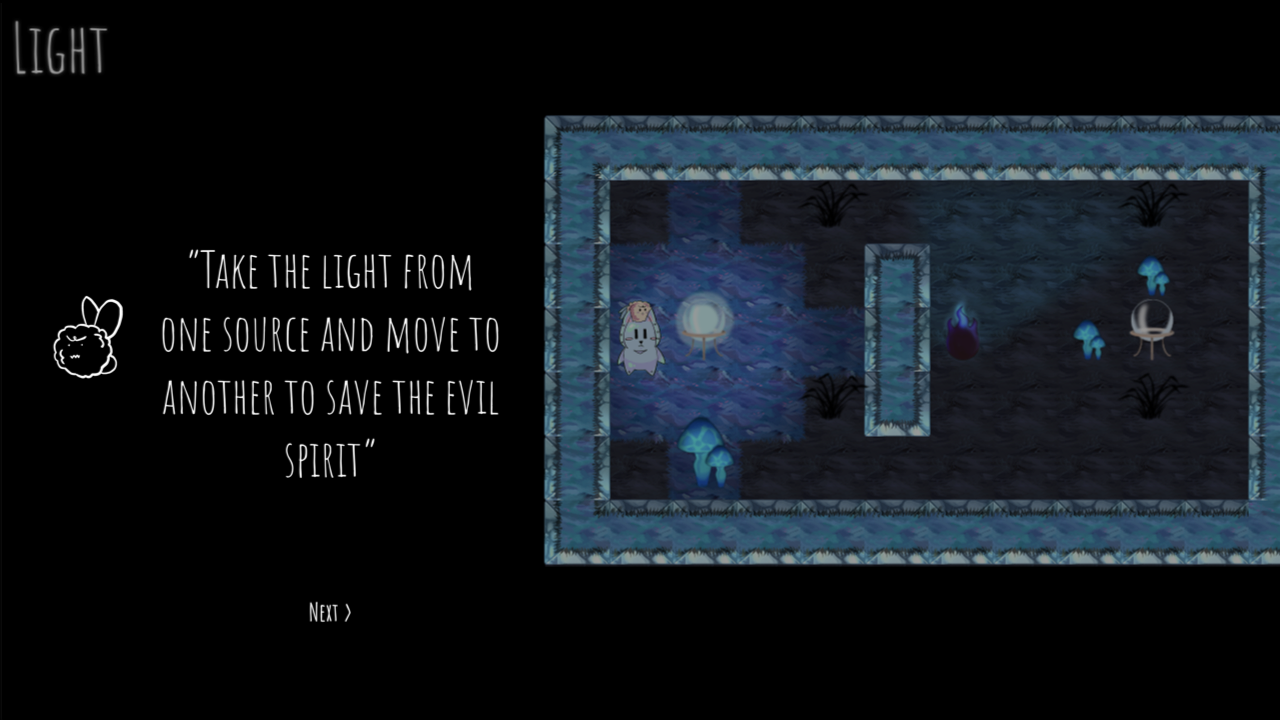 Light
"Take the light from
one source and move to
another to save the evil
spirit"
Next >